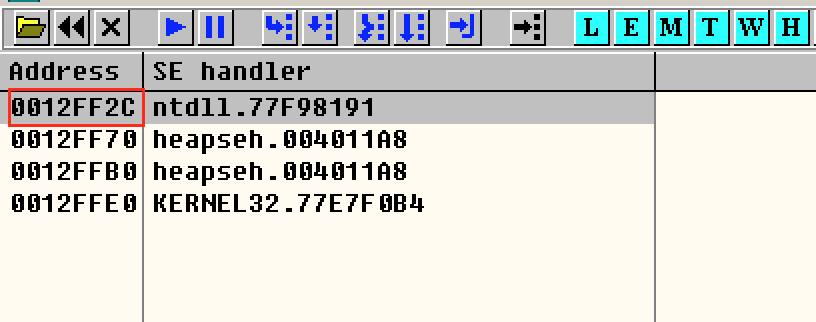 L E M T W H
Address SE handler
0012FF2C ntdll.77F98191
0012FF70 heapseh.004011A8
0012FFB0 heapseh.004011A8
0012FFE0 KERNEL32.77E7F0B4